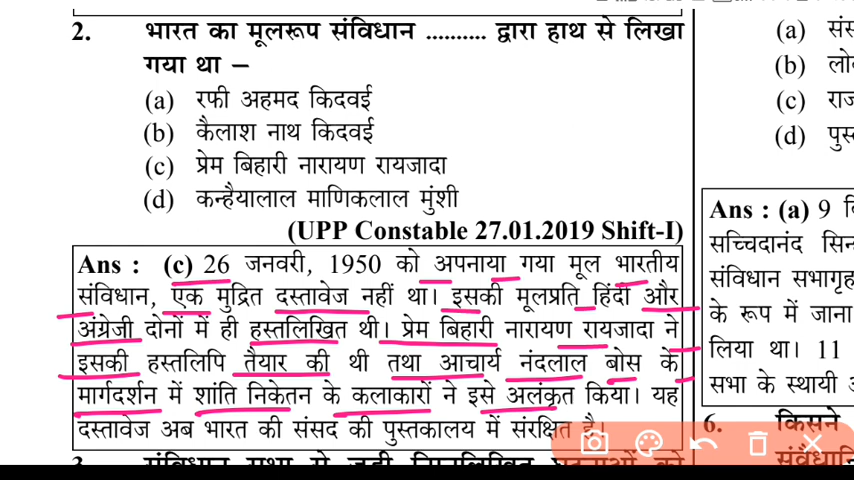 2. भारत का मूलरूप संविधान .......... द्वारा हाथ से लिखा
गया था –
(a) रफी अहमद किदवई
(b) कैलाश नाथ किदवई
(c) प्रेम बिहारी नारायण रायजादा
(d) कन्हैयालाल माणिकलाल मुंशी
(UPP Constable 27.01.2019 Shift-I)
Ans : (c) 26 जनवरी, 1950 को अपनाया गया मूल भारतीय
संविधान, एक मुद्रित दस्तावेज नहीं था। इसकी मूलप्रति हिंदी और
अंग्रेजी दोनों में ही हस्तलिखित थी। प्रेम बिहारी नारायण रायजादा ने
इसकी हस्तलिपि तैयार की थी तथा आचार्य नंदलाल बोस के
मार्गदर्शन में शांति निकेतन के कलाकारों ने इसे अलंकृत किया। यह
दस्तावेज अब भारत की संसद की पुस्तकालय में संरक्षित है।
(a)
(b)
(c)
(d)
Ans : (a) 9
सच्चिदानंद
संविधान सभागृह
के रूप में जाना
लिया था। 11
सभा के स्थायी
6. किसने